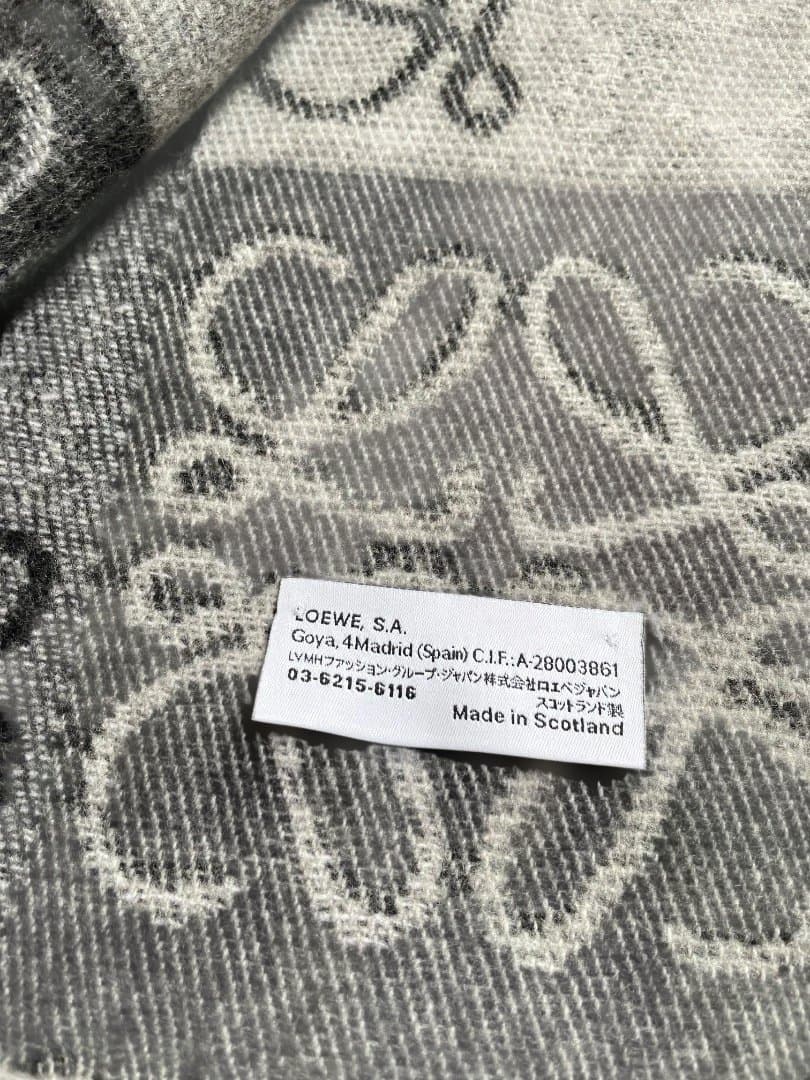 LOEWE, S.A.
Goya, 4 Madrid (Spain) C.I.F.: A-28003861
LVMHファッション・グループ・ジャパン株式会社ロエベジャパン
03-6215-6116
スコットランド製
Made in Scotland